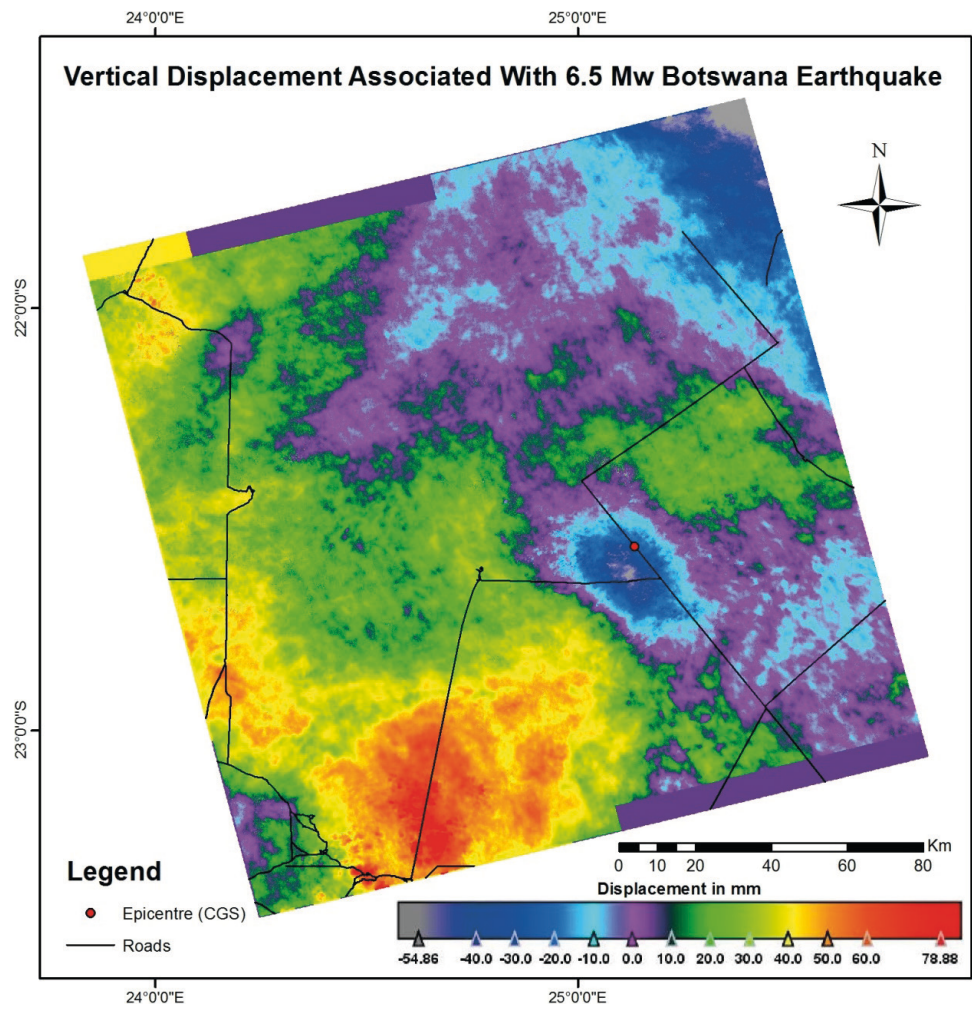 24°0'0"E 25°0'0"E
Vertical Displacement Associated With 6.5 Mw Botswana Earthquake
N
22°0'0"S
23°0'0"S
Km
0 5 10 20 40 60 80
Legend
Displacement in mm
Epicentre (CGS)
Roads
-54.86 -40.0 -30.0 -20.0 -10.0 0.0 10.0 20.0 30.0 40.0 50.0 60.0 78.88
24°0'0"E 25°0'0"E